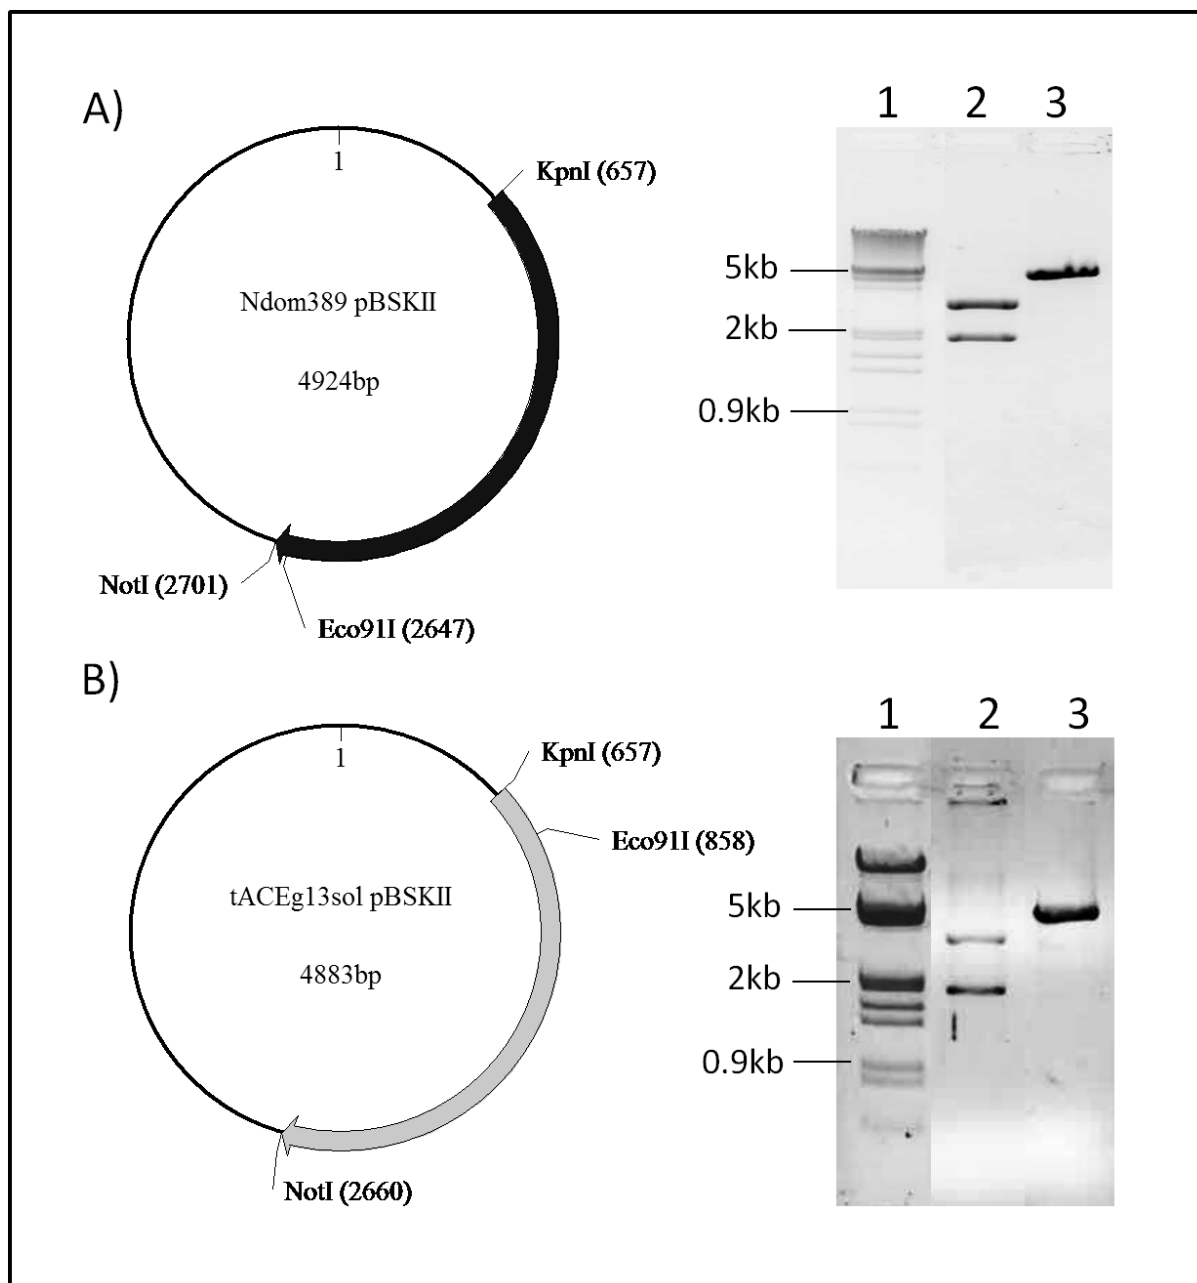 A)
1 2 3
1
KpnI (657)
Ndom389 pBSKII
4924bp
NotI (2701)
Eco91I (2647)
5kb
2kb
0.9kb
B)
1 2 3
1
KpnI (657)
Eco91I (858)
tACEg13sol pBSKII
4883bp
NotI (2660)
5kb
2kb
0.9kb